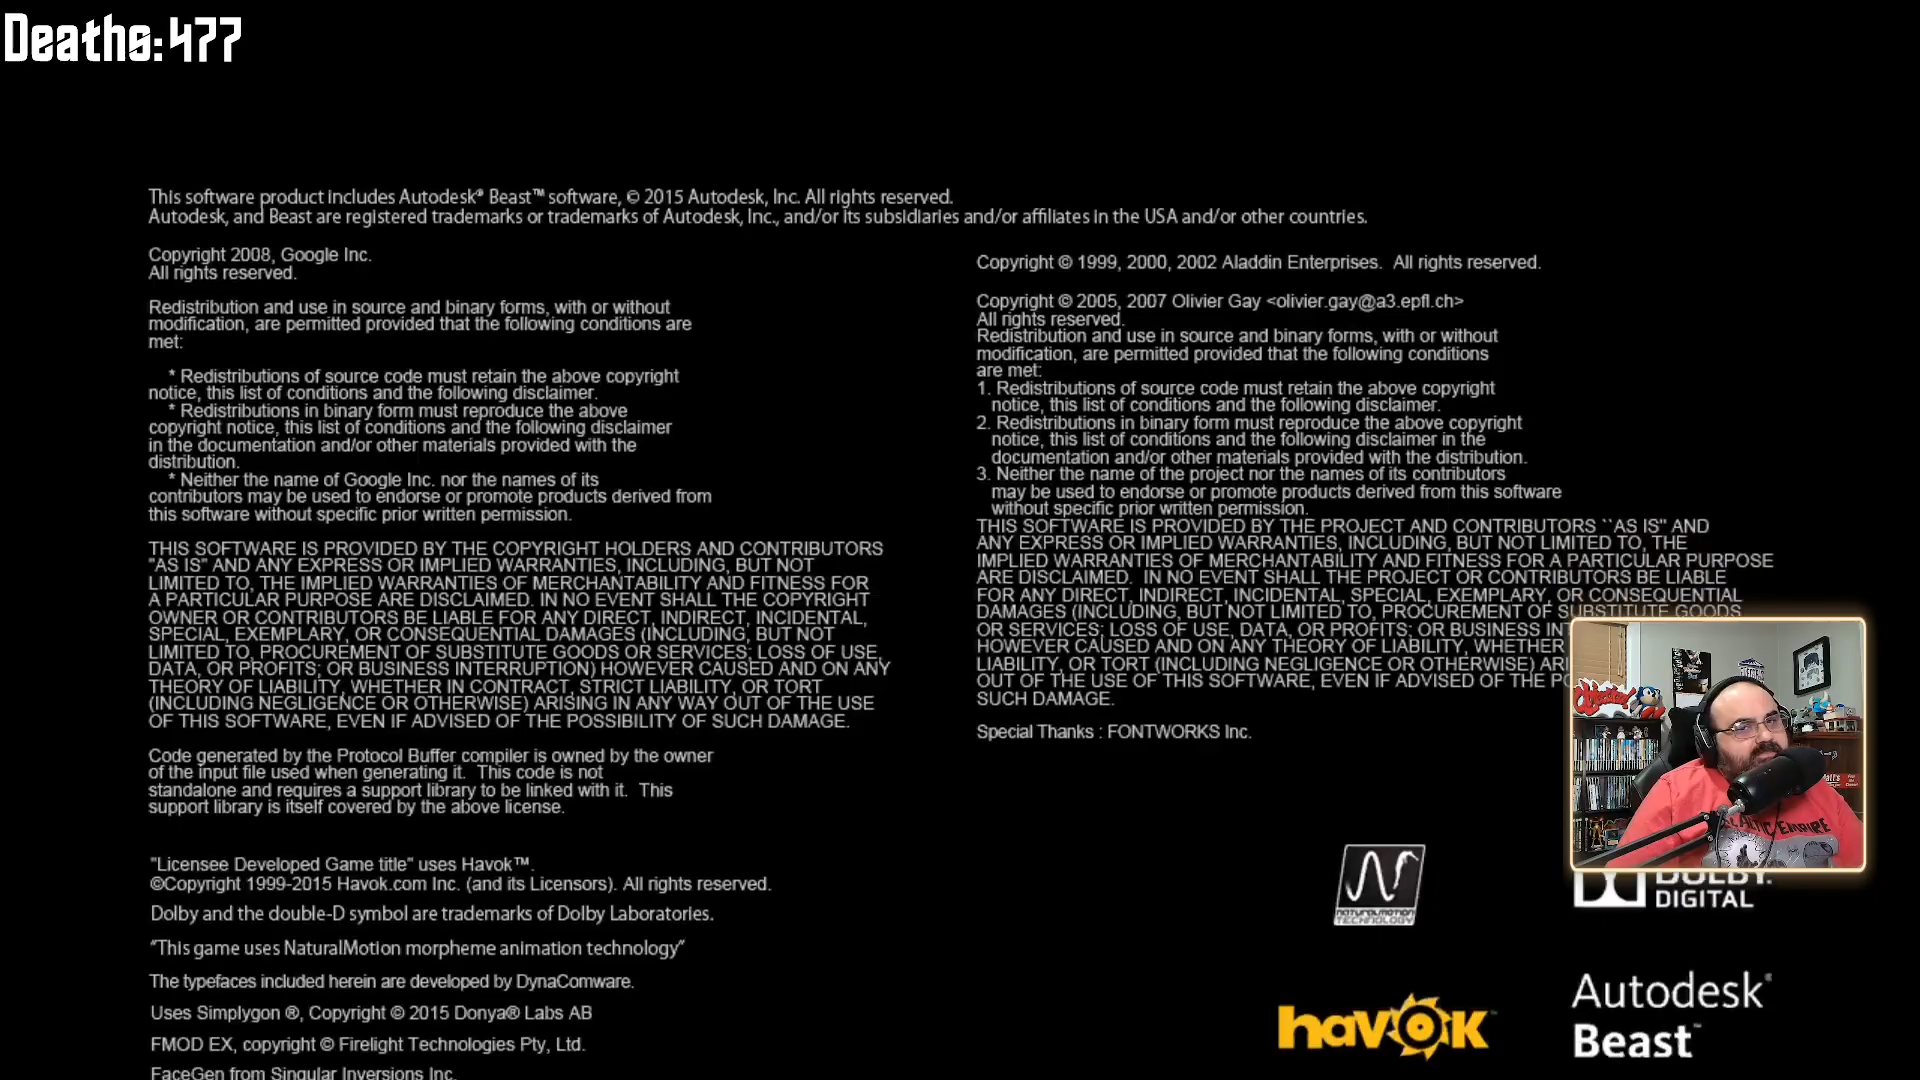 Deaths:477
This software product includes Autodesk® Beast™ software, © 2015 Autodesk, Inc. All rights reserved.
Autodesk, and Beast are registered trademarks or trademarks of Autodesk, Inc., and/or its subsidiaries and/or affiliates in the USA and/or other countries.
Copyright 2008, Google Inc.
All rights reserved.
Redistribution and use in source and binary forms, with or without
modification, are permitted provided that the following conditions are
met:
* Redistributions of source code must retain the above copyright
notice, this list of conditions and the following disclaimer.
* Redistributions in binary form must reproduce the above
copyright notice, this list of conditions and the following disclaimer
in the documentation and/or other materials provided with the
distribution.
* Neither the name of Google Inc. nor the names of its
contributors may be used to endorse or promote products derived from
this software without specific prior written permission.
THIS SOFTWARE IS PROVIDED BY THE COPYRIGHT HOLDERS AND CONTRIBUTORS
"AS IS" AND ANY EXPRESS OR IMPLIED WARRANTIES, INCLUDING, BUT NOT
LIMITED TO, THE IMPLIED WARRANTIES OF MERCHANTABILITY AND FITNESS FOR
A PARTICULAR PURPOSE ARE DISCLAIMED. IN NO EVENT SHALL THE COPYRIGHT
OWNER OR CONTRIBUTORS BE LIABLE FOR ANY DIRECT, INDIRECT, INCIDENTAL,
SPECIAL, EXEMPLARY, OR CONSEQUENTIAL DAMAGES (INCLUDING, BUT NOT
LIMITED TO, PROCUREMENT OF SUBSTITUTE GOODS OR SERVICES; LOSS OF USE,
DATA, OR PROFITS; OR BUSINESS INTERRUPTION) HOWEVER CAUSED AND ON ANY
THEORY OF LIABILITY, WHETHER IN CONTRACT, STRICT LIABILITY, OR TORT
(INCLUDING NEGLIGENCE OR OTHERWISE) ARISING IN ANY WAY OUT OF THE USE
OF THIS SOFTWARE, EVEN IF ADVISED OF THE POSSIBILITY OF SUCH DAMAGE.
Code generated by the Protocol Buffer compiler is owned by the owner
of the input file used when generating it. This code is not
standalone and requires a support library to be linked with it. This
support library is itself covered by the above license.
"Licensee Developed Game title" uses Havok™.
©Copyright 1999-2015 Havok.com Inc. (and its Licensors). All rights reserved.
Dolby and the double-D symbol are trademarks of Dolby Laboratories.
"This game uses NaturalMotion morpheme animation technology"
The typefaces included herein are developed by DynaComware.
Uses Simplygon ®, Copyright © 2015 Donya® Labs AB
FMOD EX, copyright © Firelight Technologies Pty, Ltd.
FaceGen from Singular Inversions Inc.
Copyright © 1999, 2000, 2002 Aladdin Enterprises. All rights reserved.
Copyright © 2005, 2007 Olivier Gay <olivier.gay@a3.epfl.ch>
All rights reserved.
Redistribution and use in source and binary forms, with or without
modification, are permitted provided that the following conditions
are met:
1. Redistributions of source code must retain the above copyright
notice, this list of conditions and the following disclaimer.
2. Redistributions in binary form must reproduce the above copyright
notice, this list of conditions and the following disclaimer in the
documentation and/or other materials provided with the distribution.
3. Neither the name of the project nor the names of its contributors
may be used to endorse or promote products derived from this software
without specific prior written permission.
THIS SOFTWARE IS PROVIDED BY THE PROJECT AND CONTRIBUTORS ``AS IS'' AND
ANY EXPRESS OR IMPLIED WARRANTIES, INCLUDING, BUT NOT LIMITED TO, THE
IMPLIED WARRANTIES OF MERCHANTABILITY AND FITNESS FOR A PARTICULAR PURPOSE
ARE DISCLAIMED. IN NO EVENT SHALL THE PROJECT OR CONTRIBUTORS BE LIABLE
FOR ANY DIRECT, INDIRECT, INCIDENTAL, SPECIAL, EXEMPLARY, OR CONSEQUENTIAL
DAMAGES (INCLUDING, BUT NOT LIMITED TO, PROCUREMENT OF SUBSTITUTE GOODS
OR SERVICES; LOSS OF USE, DATA, OR PROFITS; OR BUSINESS
HOWEVER CAUSED AND ON ANY THEORY OF LIABILITY, WHETHER
LIABILITY, OR TORT (INCLUDING NEGLIGENCE OR OTHERWISE)
OUT OF THE USE OF THIS SOFTWARE, EVEN IF ADVISED OF THE
SUCH DAMAGE.
Special Thanks : FONTWORKS Inc.
Objection!
EMPIRE
NATURALMOTION
TECHNOLOGY
DOLBY.
DIGITAL
havok™
Autodesk®
Beast™